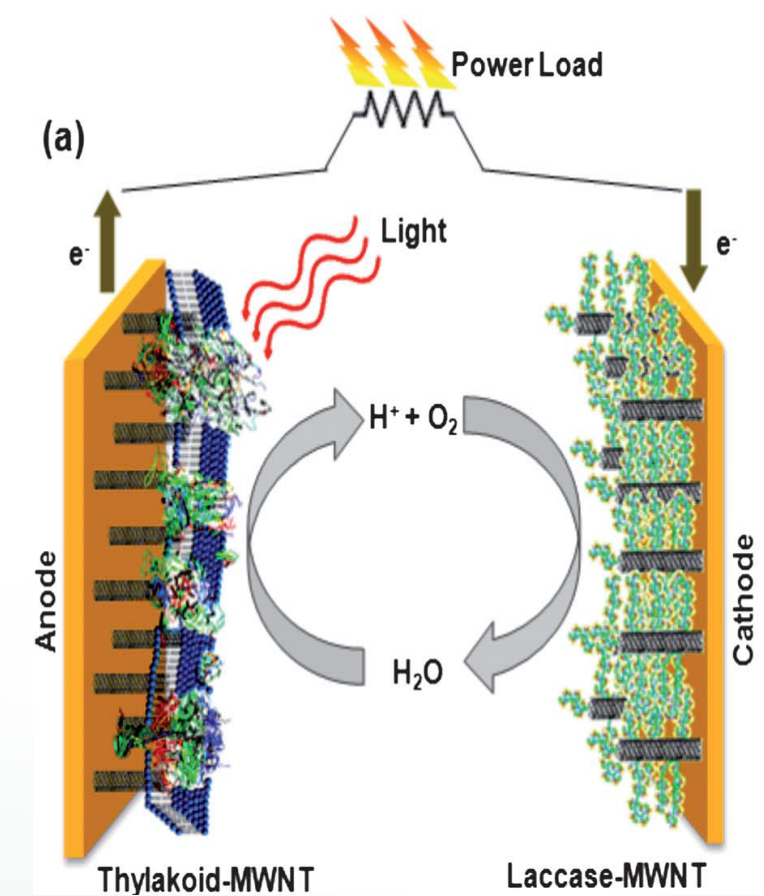 Power Load
(a)
Light
e⁻
e⁻
H⁺ + O₂
Anode
Cathode
H₂O
Thylakoid-MWNT
Laccase-MWNT